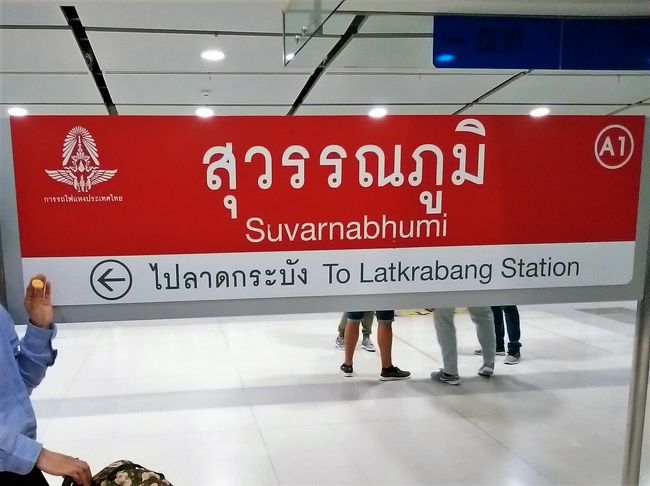 การรถไฟแห่งประเทศไทย
สุวรรณภูมิ
A1
Suvarnabhumi
ไปลาดกระบัง To Latkrabang Station